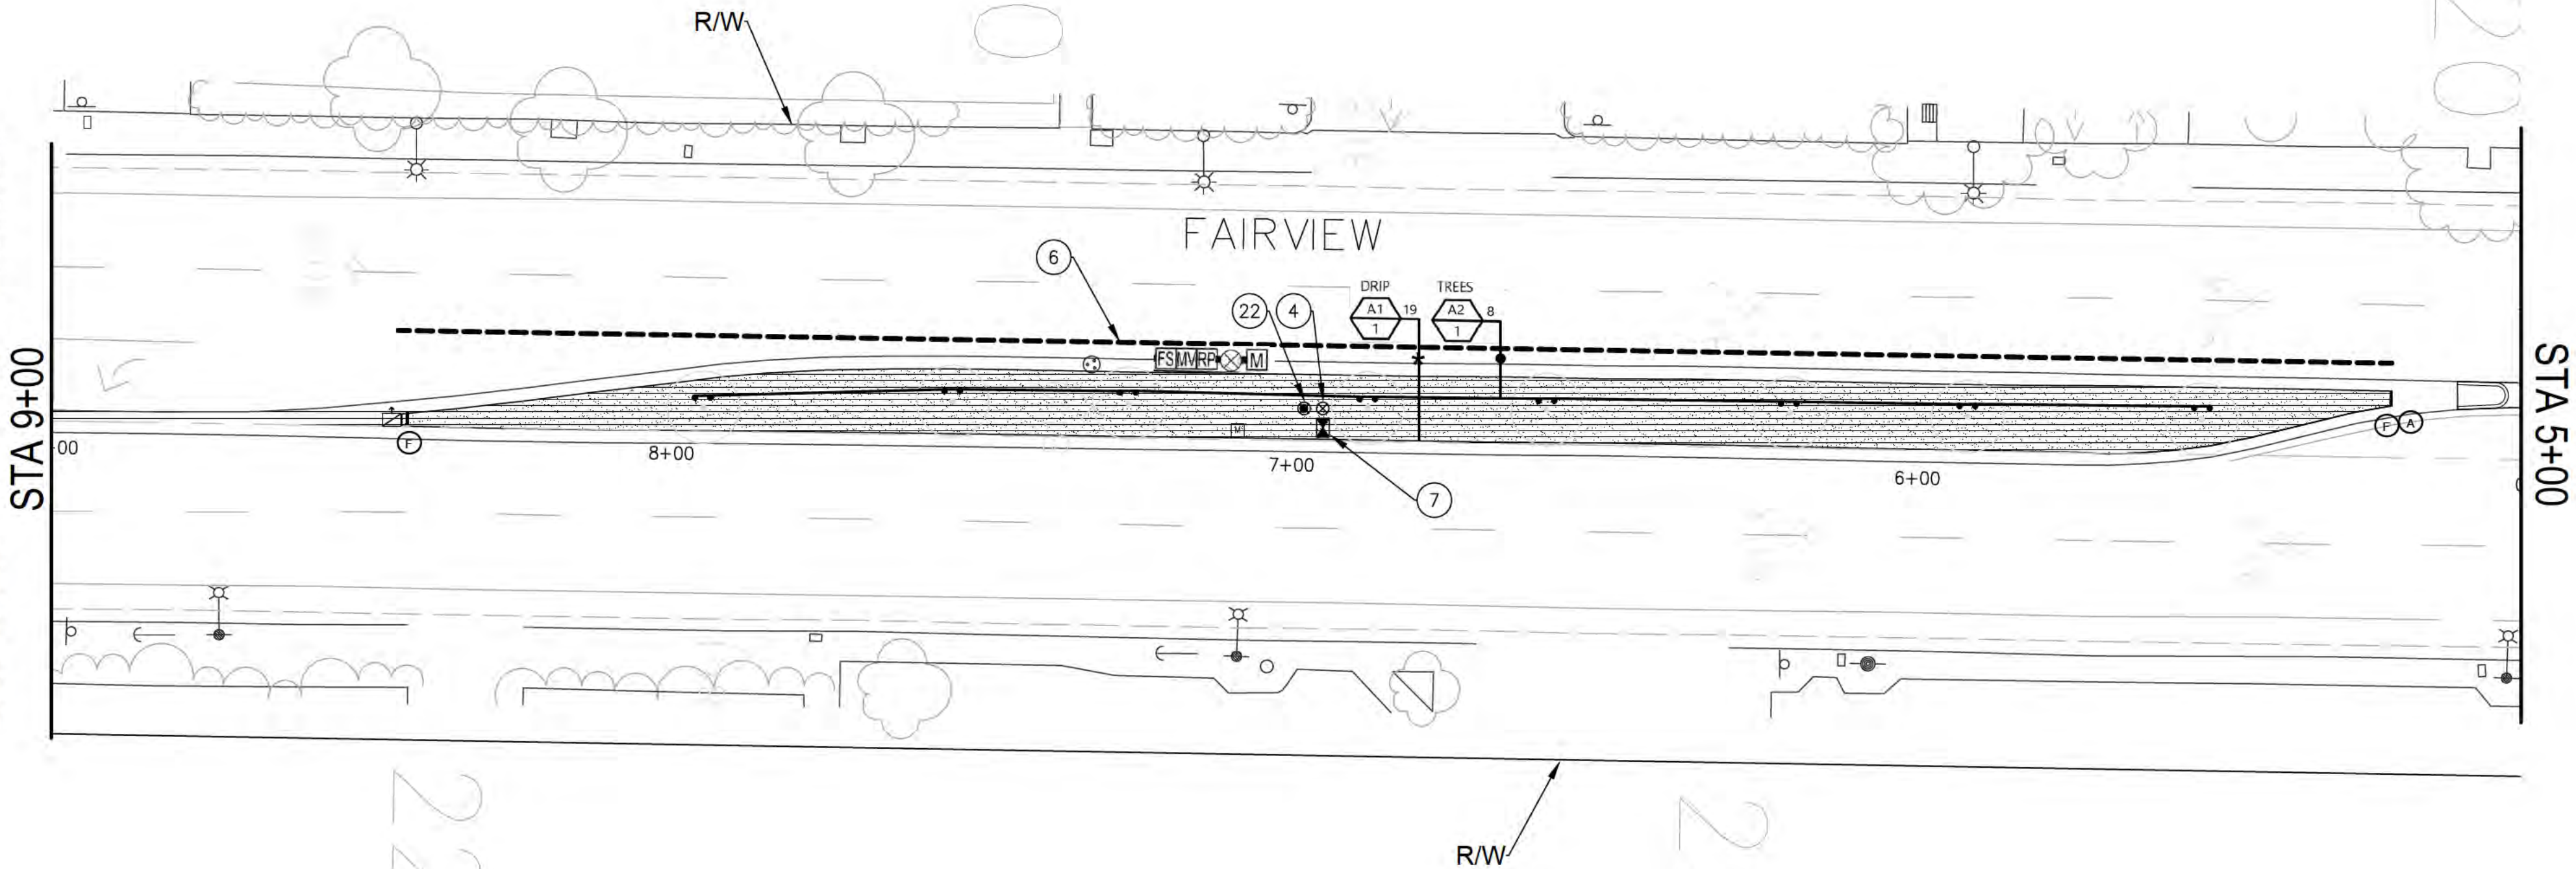 R/W
FAIRVIEW
6
DRIP
TREES
22
4
A1
1
19
A2
1
8
FS MV RP M
STA 9+00
STA 5+00
F
F
A
M
00
8+00
7+00
6+00
7
R/W